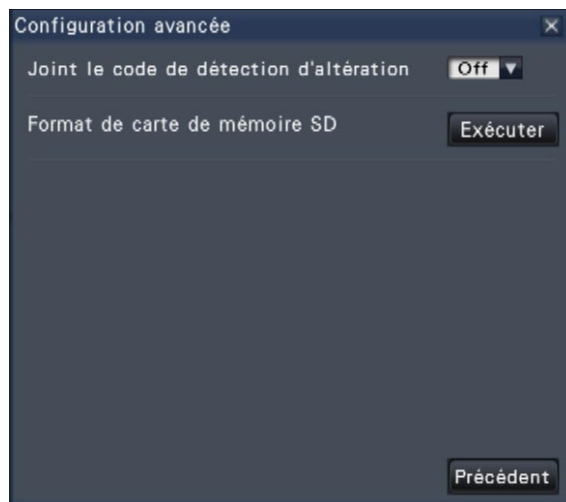 Configuration avancée
Joint le code de détection d'altération Off
Format de carte de mémoire SD Exécuter
Précédent